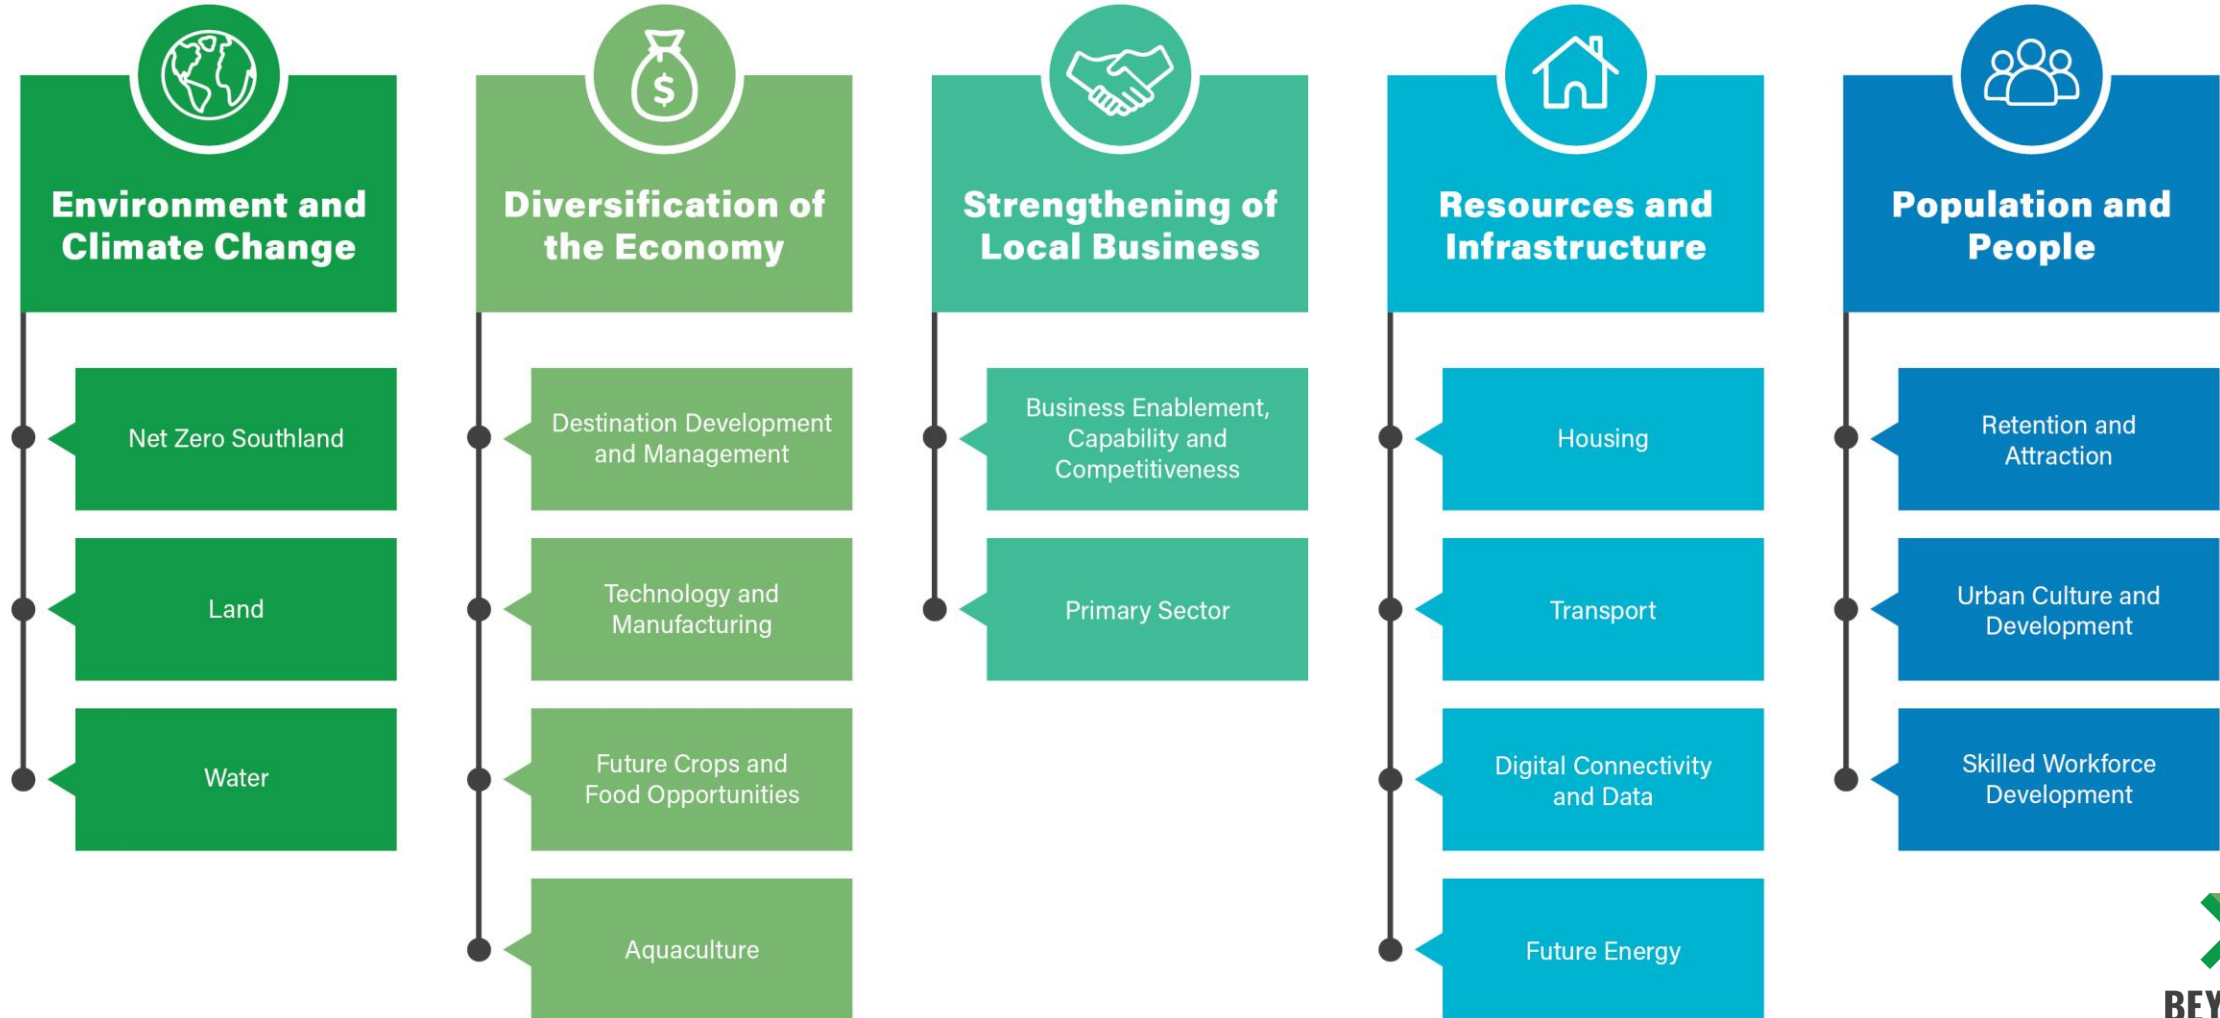 $
Environment and
Climate Change
Net Zero Southland
Land
Water
Diversification of
the Economy
Destination Development
and Management
Technology and
Manufacturing
Future Crops and
Food Opportunities
Aquaculture
Strengthening of
Local Business
Business Enablement,
Capability and
Competitiveness
Primary Sector
Resources and
Infrastructure
Housing
Transport
Digital Connectivity
and Data
Future Energy
Population and
People
Retention and
Attraction
Urban Culture and
Development
Skilled Workforce
Development